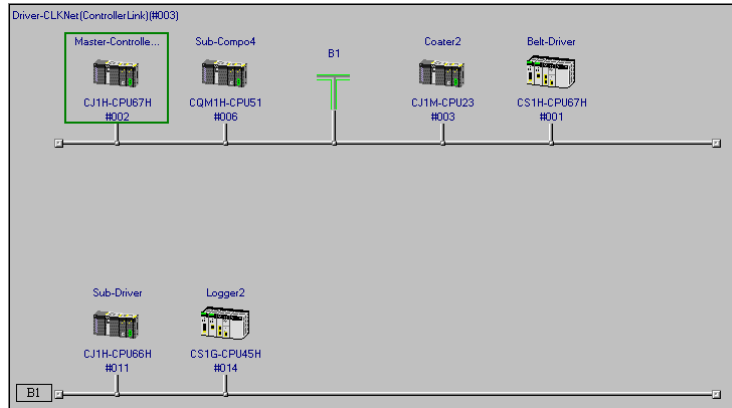 Driver-CLKNet(ControllerLink)(#003)
Master-Controlle... Sub-Compo4 B1 Coater2 Belt-Driver
CJ1H-CPU67H CQM1H-CPU51 CJ1M-CPU23 CS1H-CPU67H
#002 #006 #003 #001
Sub-Driver Logger2
CJ1H-CPU66H CS1G-CPU45H
#011 #014
B1